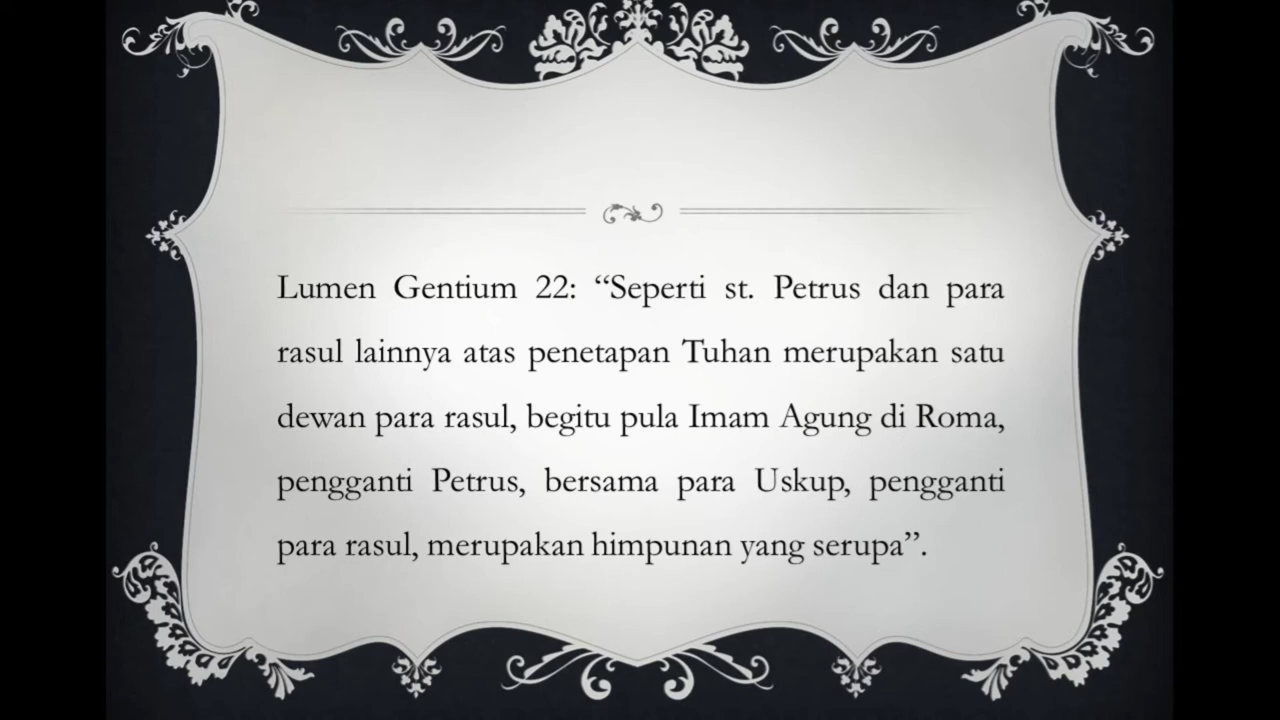 Lumen Gentium 22: “Seperti st. Petrus dan para
rasul lainnya atas penetapan Tuhan merupakan satu
dewan para rasul, begitu pula Imam Agung di Roma,
pengganti Petrus, bersama para Uskup, pengganti
para rasul, merupakan himpunan yang serupa”.